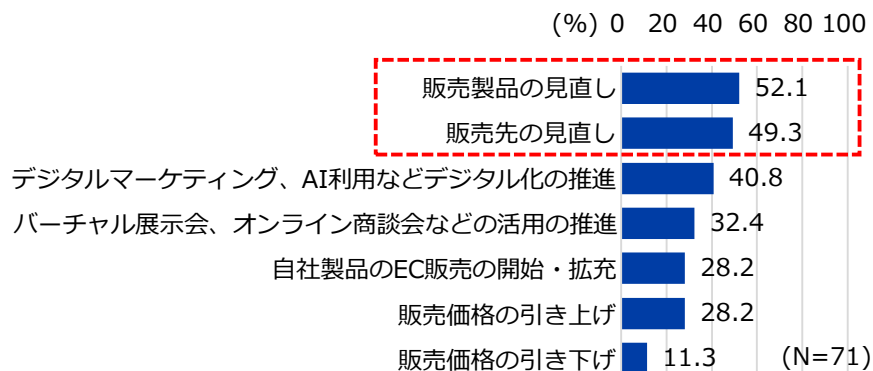 (%) 0 20 40 60 80 100
販売製品の見直し 52.1
販売先の見直し 49.3
デジタルマーケティング、AI利用などデジタル化の推進 40.8
バーチャル展示会、オンライン商談会などの活用の推進 32.4
自社製品のEC販売の開始・拡充 28.2
販売価格の引き上げ 28.2
販売価格の引き下げ 11.3 (N=71)